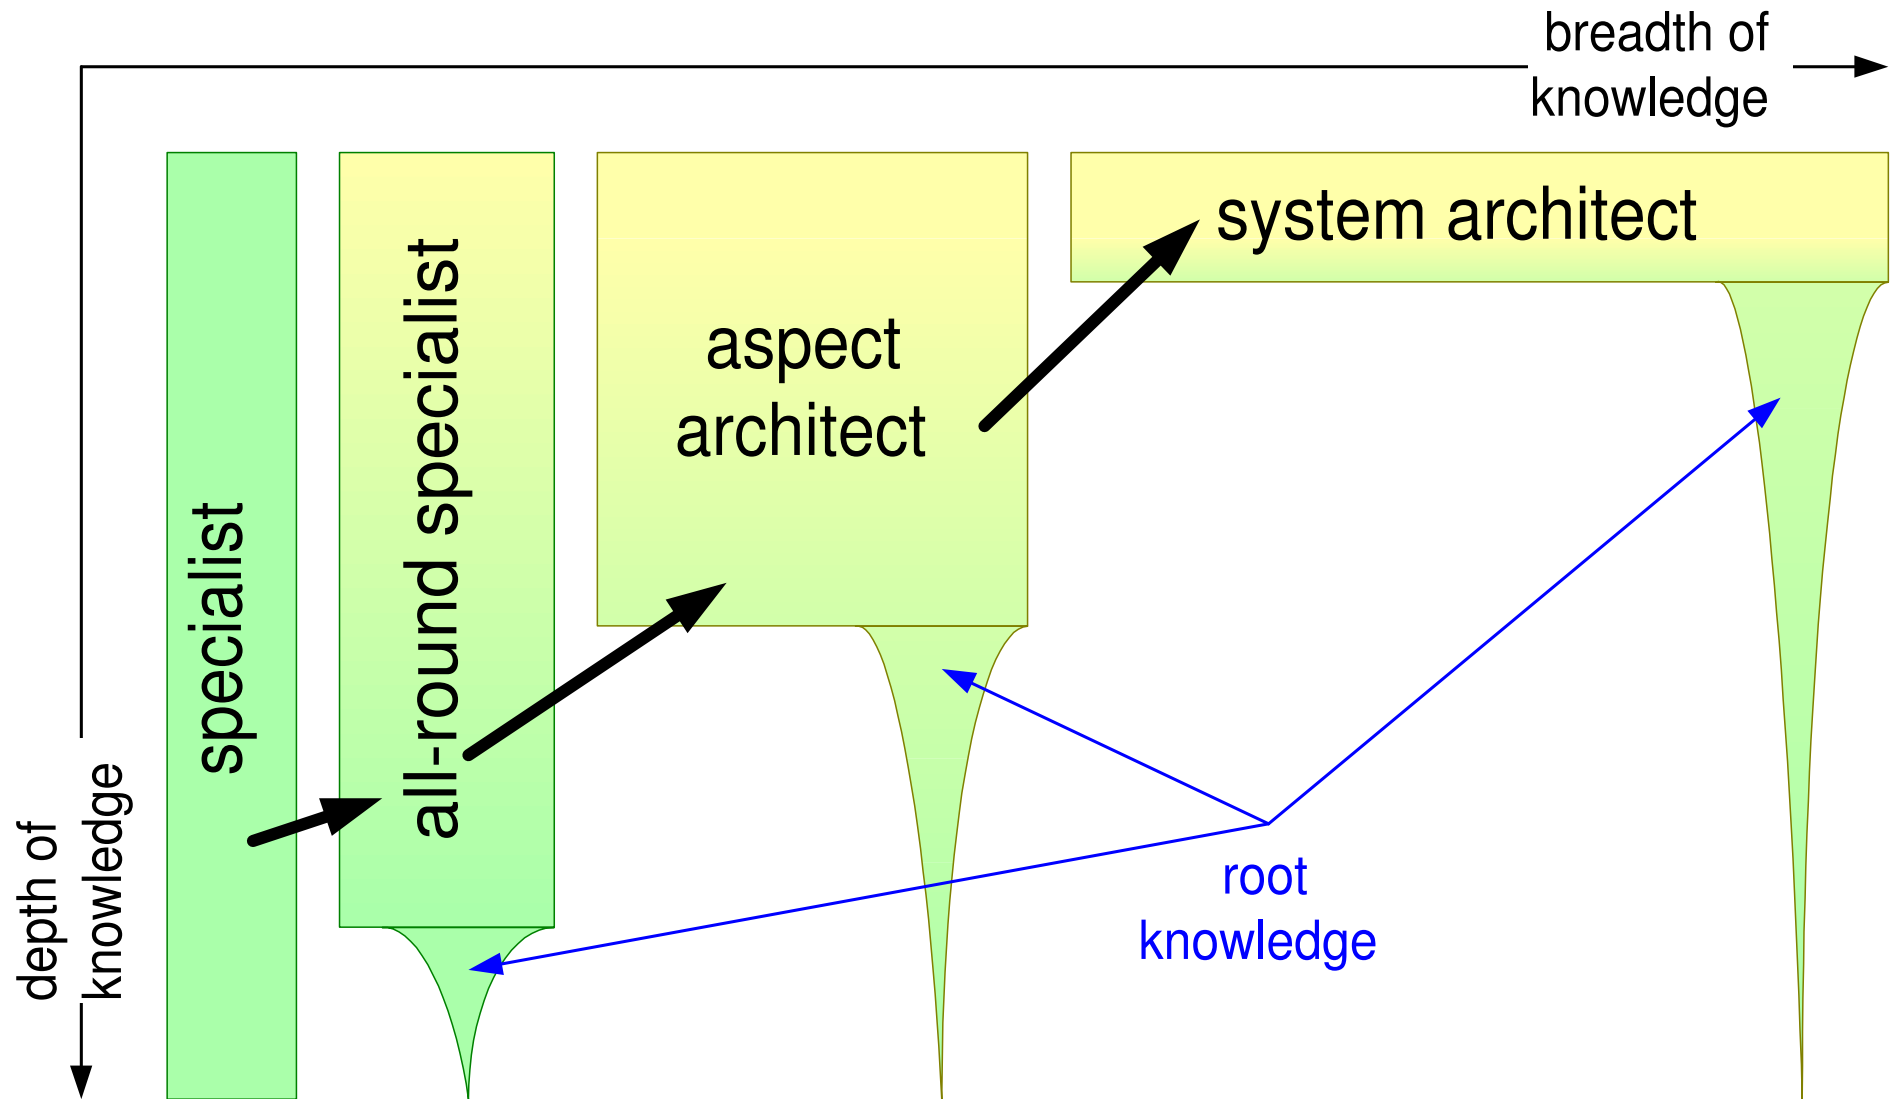 breadth of
knowledge
system architect
aspect
architect
all-round specialist
specialist
depth of
knowledge
root
knowledge